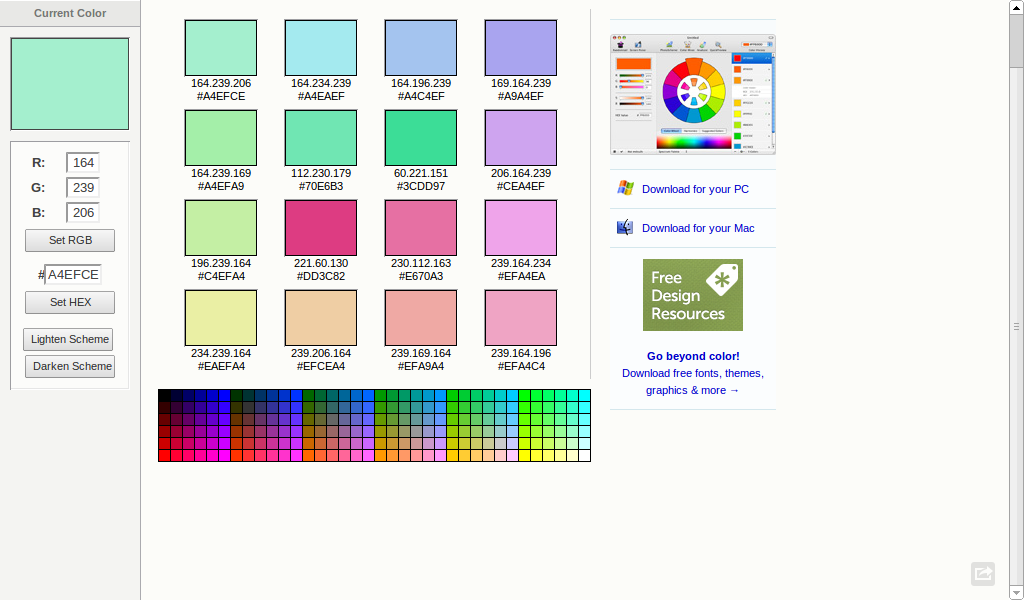 Current Color
R: 164
G: 239
B: 206
Set RGB
# A4EFCE
Set HEX
Lighten Scheme
Darken Scheme
164.239.206
#A4EFCE
164.234.239
#A4EAEF
164.196.239
#A4C4EF
169.164.239
#A9A4EF
164.239.169
#A4EFA9
112.230.179
#70E6B3
60.221.151
#3CDD97
206.164.239
#CEA4EF
196.239.164
#C4EFA4
221.60.130
#DD3C82
230.112.163
#E670A3
239.164.234
#EFA4EA
234.239.164
#EAEFA4
239.206.164
#EFCEA4
239.169.164
#EFA9A4
239.164.196
#EFA4C4
Download for your PC
Download for your Mac
Free
Design
Resources
Go beyond color!
Download free fonts, themes,
graphics & more →